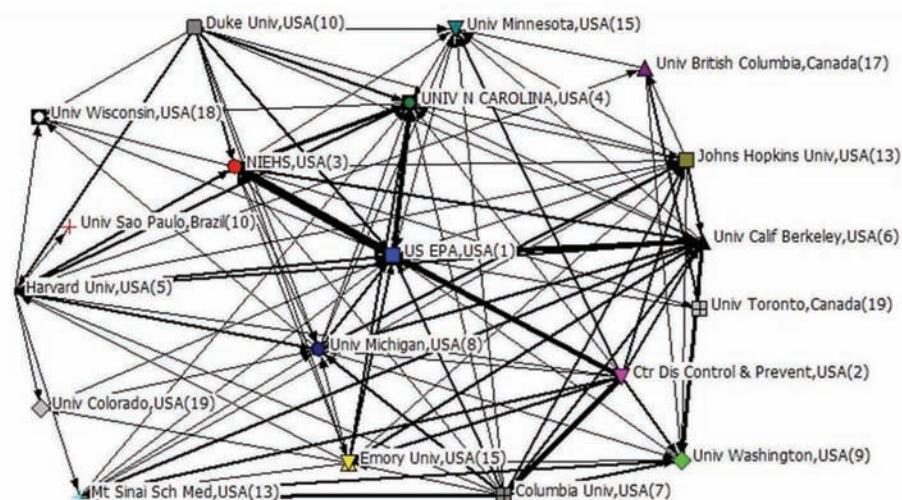 Duke Univ,USA(10)
Univ Minnesota,USA(15)
Univ British Columbia,Canada(17)
UNIV N CAROLINA,USA(4)
Univ Wisconsin,USA(18)
NIEHS,USA(3)
Johns Hopkins Univ,USA(13)
Univ Sao Paulo,Brazil(10)
Univ Calif Berkeley,USA(6)
US EPA,USA(1)
Harvard Univ,USA(5)
Univ Toronto,Canada(19)
Univ Michigan,USA(8)
Ctr Dis Control & Prevent,USA(2)
Univ Colorado,USA(19)
Emory Univ,USA(15)
Univ Washington,USA(9)
Mt Sinai Sch Med,USA(13)
Columbia Univ,USA(7)